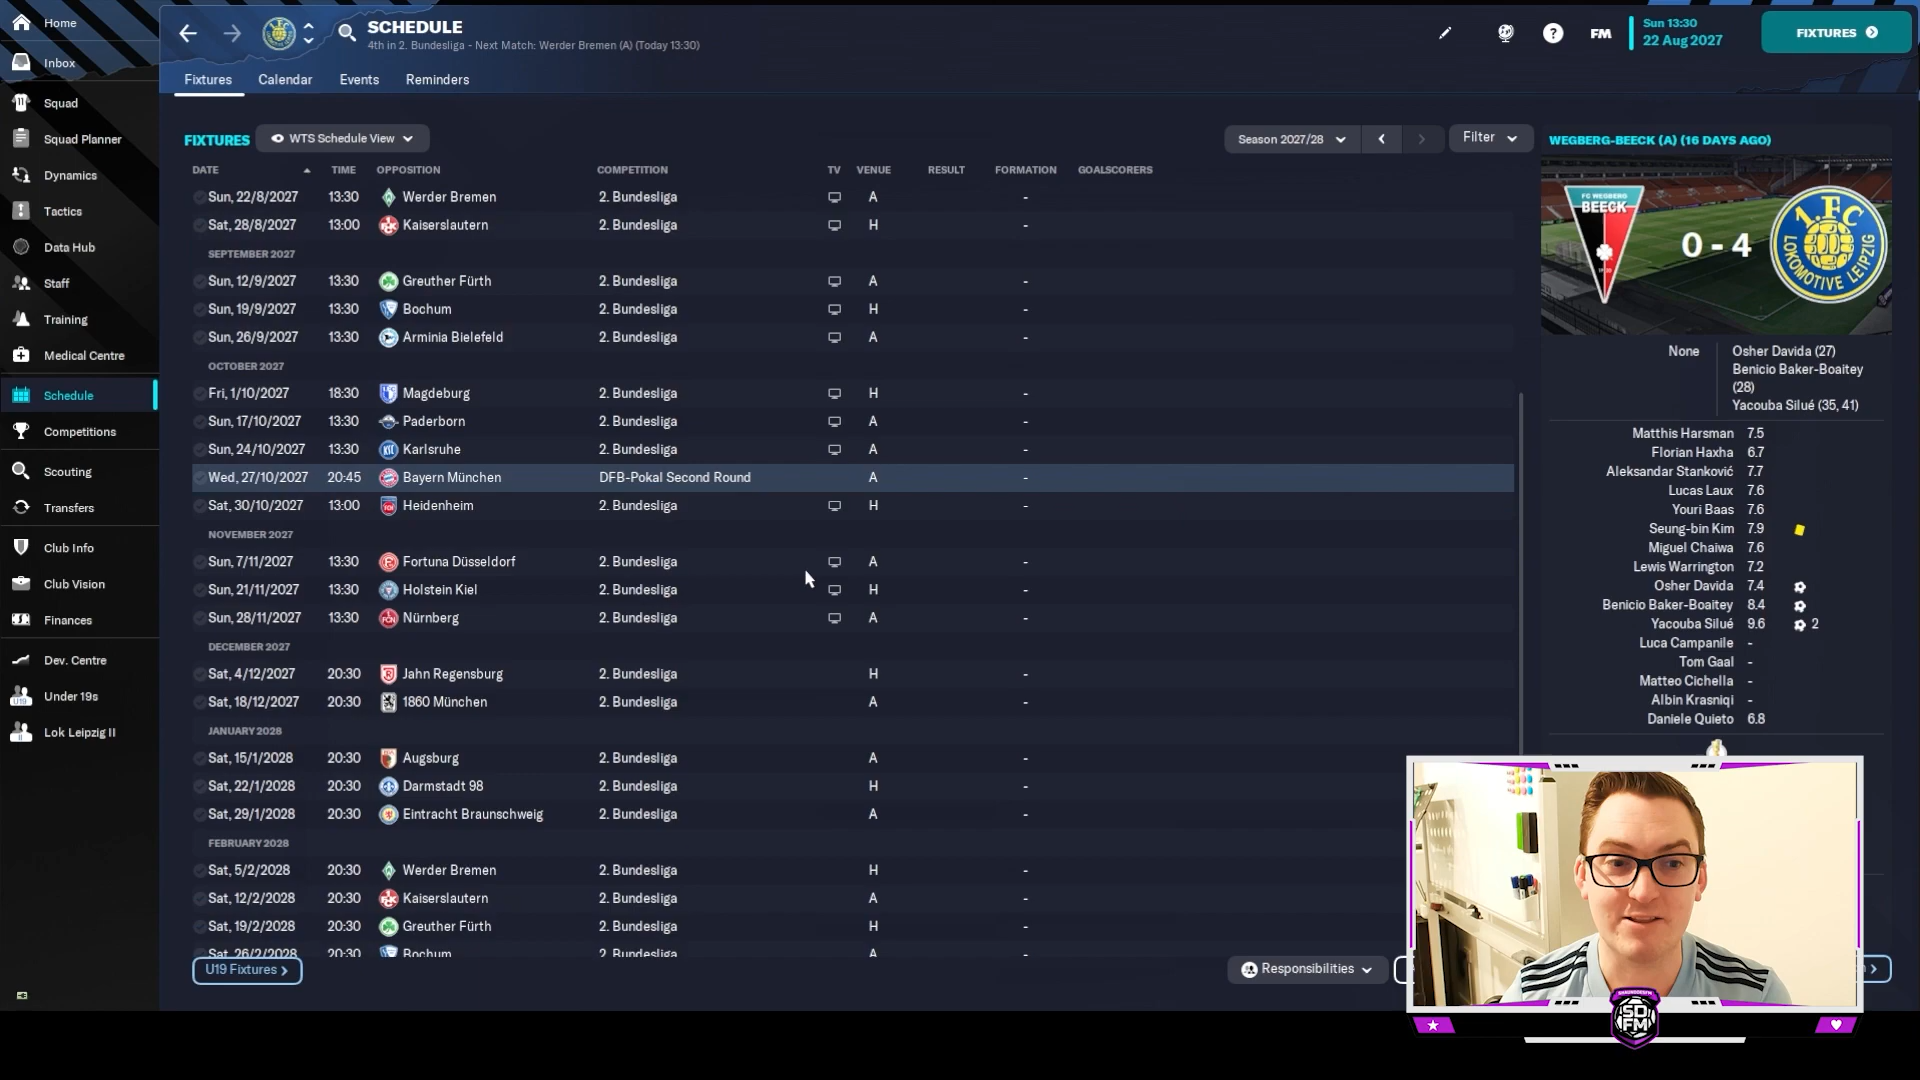 Home
Inbox
Squad
Squad Planner
Dynamics
Tactics
Data Hub
Staff
Training
Medical Centre
Schedule
Competitions
Scouting
Transfers
Club Info
Club Vision
Finances
Dev. Centre
Under 19s
Lok Leipzig II
SCHEDULE
4th in 2. Bundesliga - Next Match: Werder Bremen (A) (Today 13:30)
FM
Sun 13:30
22 Aug 2027
FIXTURES
Fixtures Calendar Events Reminders
FIXTURES WTS Schedule View Season 2027/28 Filter
DATE TIME OPPOSITION COMPETITION TV VENUE RESULT FORMATION GOALSCORERS
Sun, 22/8/2027 13:30 Werder Bremen 2. Bundesliga A -
Sat, 28/8/2027 13:00 Kaiserslautern 2. Bundesliga H -
SEPTEMBER 2027
Sun, 12/9/2027 13:30 Greuther Fürth 2. Bundesliga A -
Sun, 19/9/2027 13:30 Bochum 2. Bundesliga H -
Sun, 26/9/2027 13:30 Arminia Bielefeld 2. Bundesliga A -
OCTOBER 2027
Fri, 1/10/2027 18:30 Magdeburg 2. Bundesliga H -
Sun, 17/10/2027 13:30 Paderborn 2. Bundesliga A -
Sun, 24/10/2027 13:30 Karlsruhe 2. Bundesliga A -
Wed, 27/10/2027 20:45 Bayern München DFB-Pokal Second Round A -
Sat, 30/10/2027 13:00 Heidenheim 2. Bundesliga H -
NOVEMBER 2027
Sun, 7/11/2027 13:30 Fortuna Düsseldorf 2. Bundesliga A -
Sun, 21/11/2027 13:30 Holstein Kiel 2. Bundesliga H -
Sun, 28/11/2027 13:30 Nürnberg 2. Bundesliga A -
DECEMBER 2027
Sat, 4/12/2027 20:30 Jahn Regensburg 2. Bundesliga H -
Sat, 18/12/2027 20:30 1860 München 2. Bundesliga A -
JANUARY 2028
Sat, 15/1/2028 20:30 Augsburg 2. Bundesliga A -
Sat, 22/1/2028 20:30 Darmstadt 98 2. Bundesliga H -
Sat, 29/1/2028 20:30 Eintracht Braunschweig 2. Bundesliga A -
FEBRUARY 2028
Sat, 5/2/2028 20:30 Werder Bremen 2. Bundesliga H -
Sat, 12/2/2028 20:30 Kaiserslautern 2. Bundesliga A -
Sat, 19/2/2028 20:30 Greuther Fürth 2. Bundesliga H -
Sat, 26/2/2028 20:30 Bochum 2. Bundesliga A -
U19 Fixtures
Responsibilities
WEGBERG-BEECK (A) (16 DAYS AGO)
FC WEGBERG
BEECK
0 - 4
1. FC
LOKOMOTIVE LEIPZIG
None
Osher Davida (27)
Benicio Baker-Boaitey
(28)
Yacouba Silué (35, 41)
Matthis Harsman 7.5
Florian Haxha 6.7
Aleksandar Stanković 7.7
Lucas Laux 7.6
Youri Baas 7.6
Seung-bin Kim 7.9
Miguel Chaiwa 7.6
Lewis Warrington 7.2
Osher Davida 7.4
Benicio Baker-Boaitey 8.4
Yacouba Silué 9.6 2
Luca Campanile -
Tom Gaal -
Matteo Cichella -
Albin Krasniqi -
Daniele Quieto 6.8
SD
FM